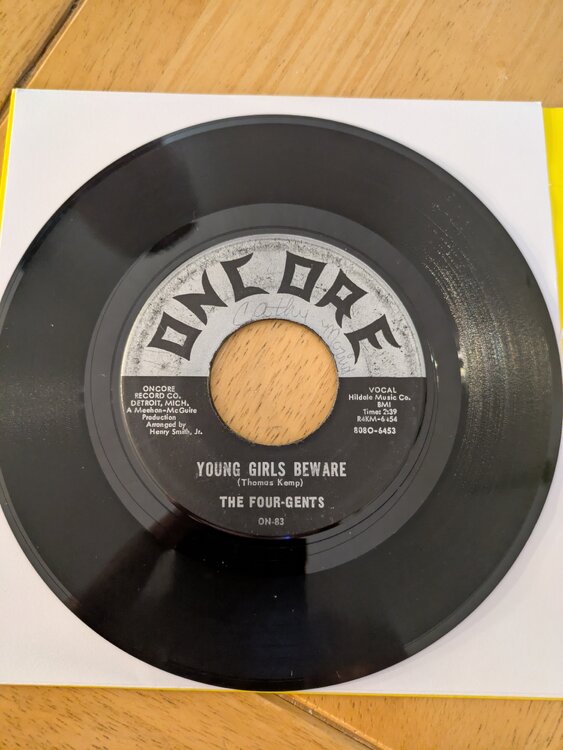 ONCORE
Cathy
ONCORE
RECORD CO.
DETROIT, MICH.
A Meehan-McGuire
Production
Arranged by
Henry Smith, Jr.
VOCAL
Hildale Music Co.
BMI
Time: 2:39
R4KM-6454
8080-6453
YOUNG GIRLS BEWARE
(Thomas Kemp)
THE FOUR-GENTS
ON-83